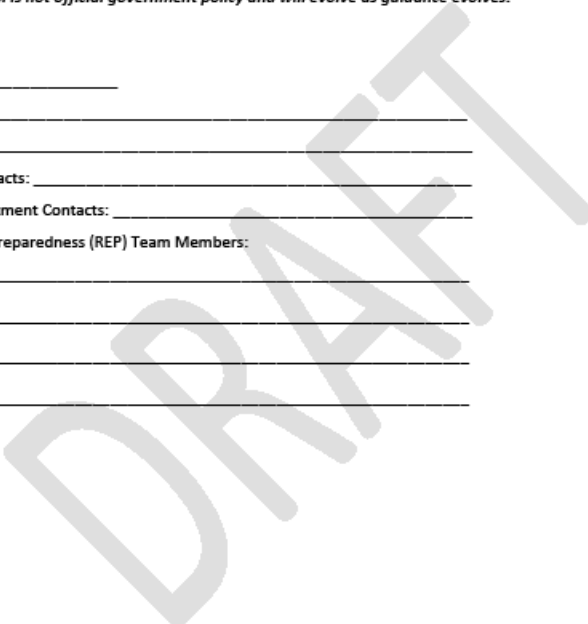 is not official government policy and will evolve as guidance evolves.
acts:
ment Contacts:
reparedness (REP) Team Members:
DRAFT